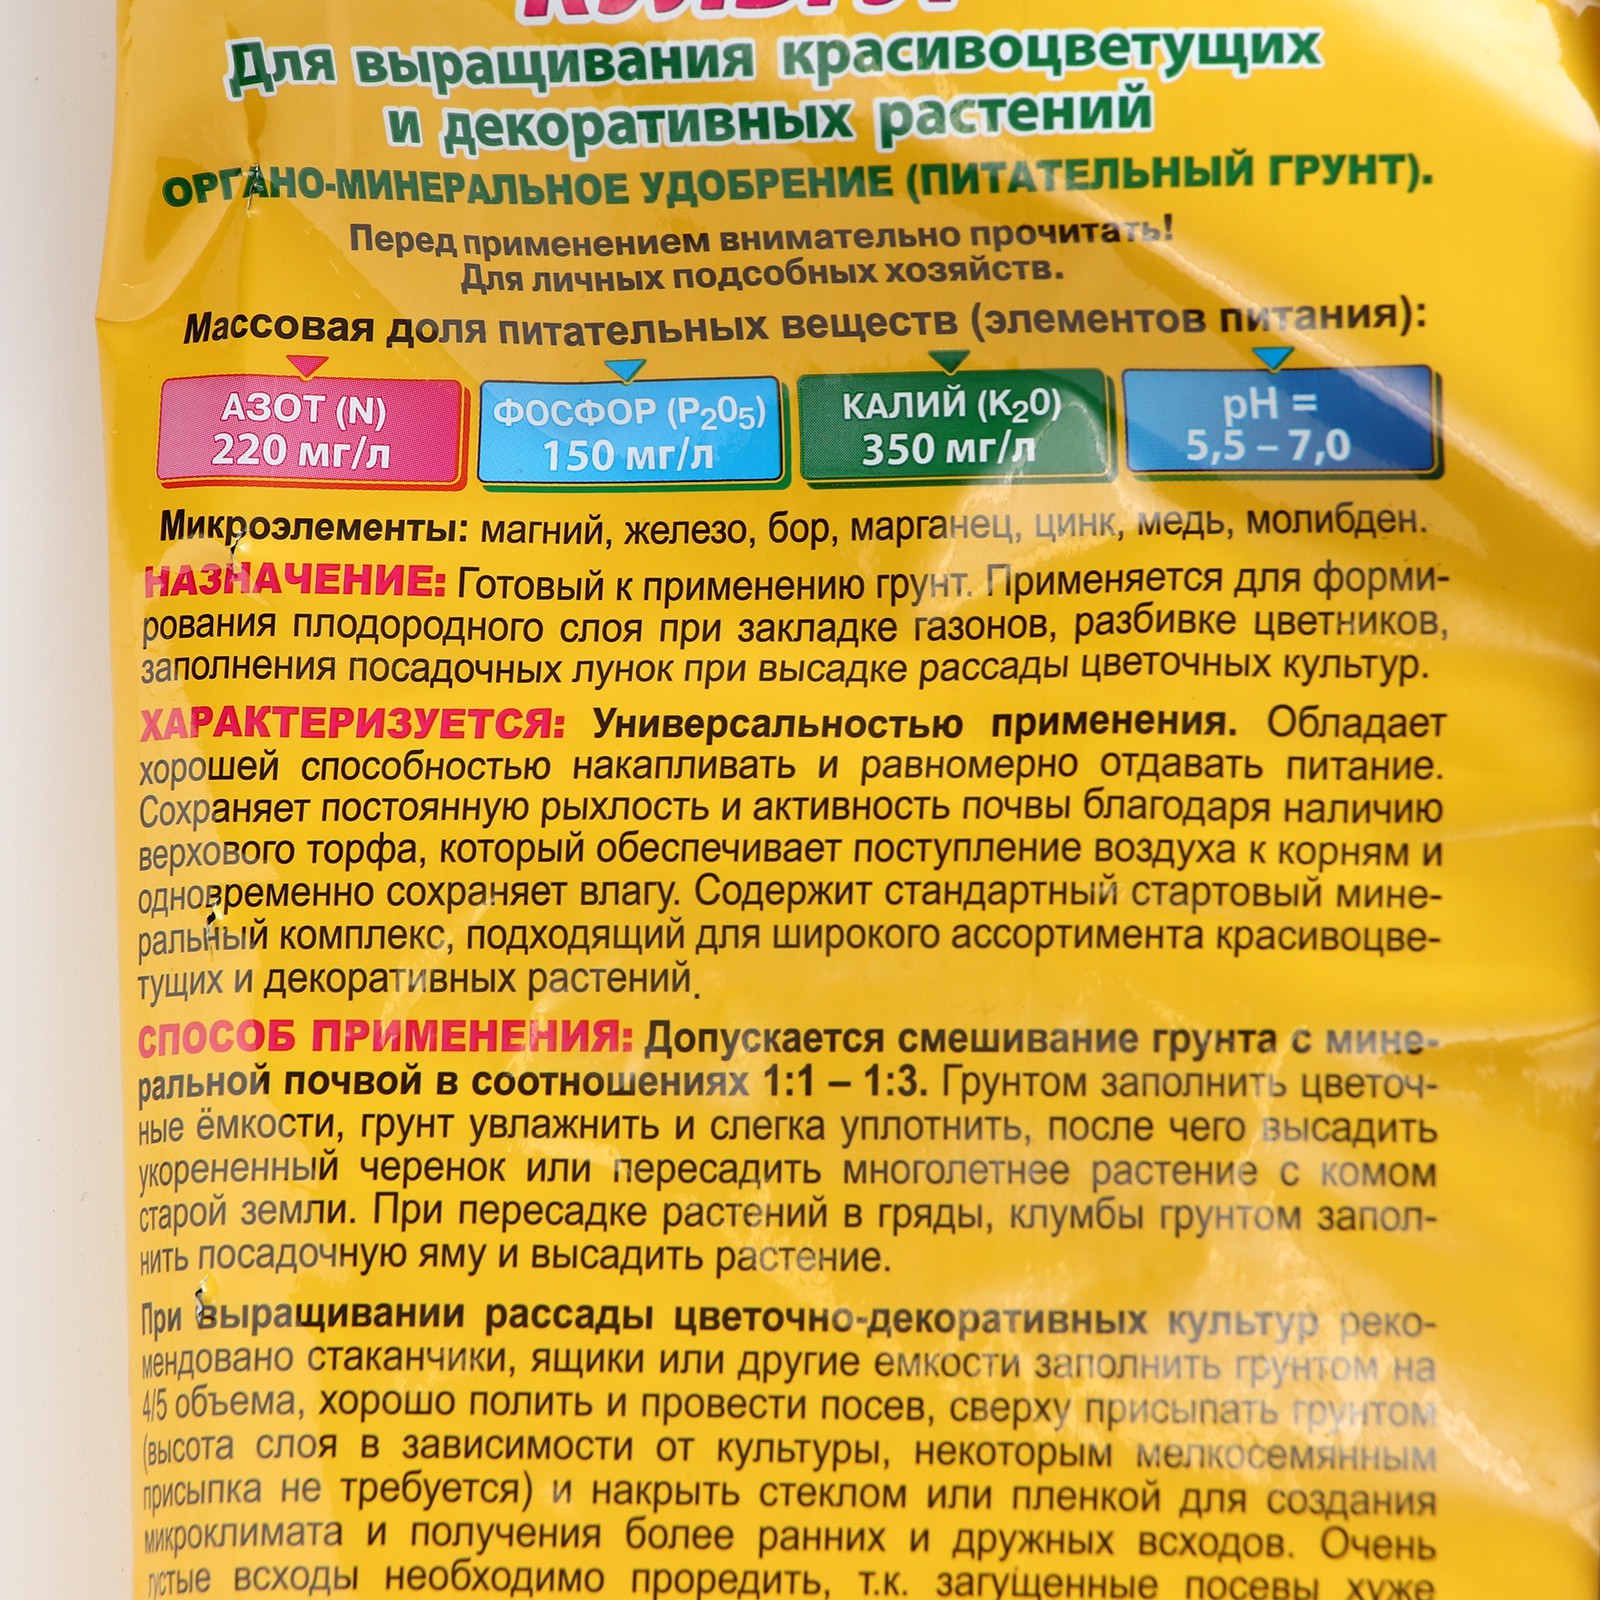 Для выращивания красивоцветущих
и декоративных растений
ОРГАНО-МИНЕРАЛЬНОЕ УДОБРЕНИЕ (ПИТАТЕЛЬНЫЙ ГРУНТ).
Перед применением внимательно прочитать!
Для личных подсобных хозяйств.
Массовая доля питательных веществ (элементов питания):
АЗОТ (N) ФОСФОР (P₂O₅) КАЛИЙ (K₂O) pH =
220 мг/л 150 мг/л 350 мг/л 5,5 – 7,0
Микроэлементы: магний, железо, бор, марганец, цинк, медь, молибден.
НАЗНАЧЕНИЕ: Готовый к применению грунт. Применяется для форми-
рования плодородного слоя при закладке газонов, разбивке цветников,
заполнения посадочных лунок при высадке рассады цветочных культур.
ХАРАКТЕРИЗУЕТСЯ: Универсальностью применения. Обладает
хорошей способностью накапливать и равномерно отдавать питание.
Сохраняет постоянную рыхлость и активность почвы благодаря наличию
верхового торфа, который обеспечивает поступление воздуха к корням и
одновременно сохраняет влагу. Содержит стандартный стартовый мине-
ральный комплекс, подходящий для широкого ассортимента красивоцве-
тущих и декоративных растений.
СПОСОБ ПРИМЕНЕНИЯ: Допускается смешивание грунта с мине-
ральной почвой в соотношениях 1:1 – 1:3. Грунтом заполнить цветоч-
ные ёмкости, грунт увлажнить и слегка уплотнить, после чего высадить
укорененный черенок или пересадить многолетнее растение с комом
старой земли. При пересадке растений в гряды, клумбы грунтом запол-
нить посадочную яму и высадить растение.
При выращивании рассады цветочно-декоративных культур реко-
мендовано стаканчики, ящики или другие емкости заполнить грунтом на
4/5 объема, хорошо полить и провести посев, сверху присыпать грунтом
(высота слоя в зависимости от культуры, некоторым мелкосемянным
присыпка не требуется) и накрыть стеклом или пленкой для создания
микроклимата и получения более ранних и дружных всходов. Очень
густые всходы необходимо проредить, т.к. загущенные посевы хуже